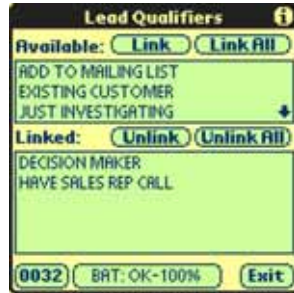 Lead Qualifiers i
Available: Link Link All
ADD TO MAILING LIST
EXISTING CUSTOMER
JUST INVESTIGATING
Linked: Unlink Unlink All
DECISION MAKER
HAVE SALES REP CALL
0032 BAT: OK-100% Exit